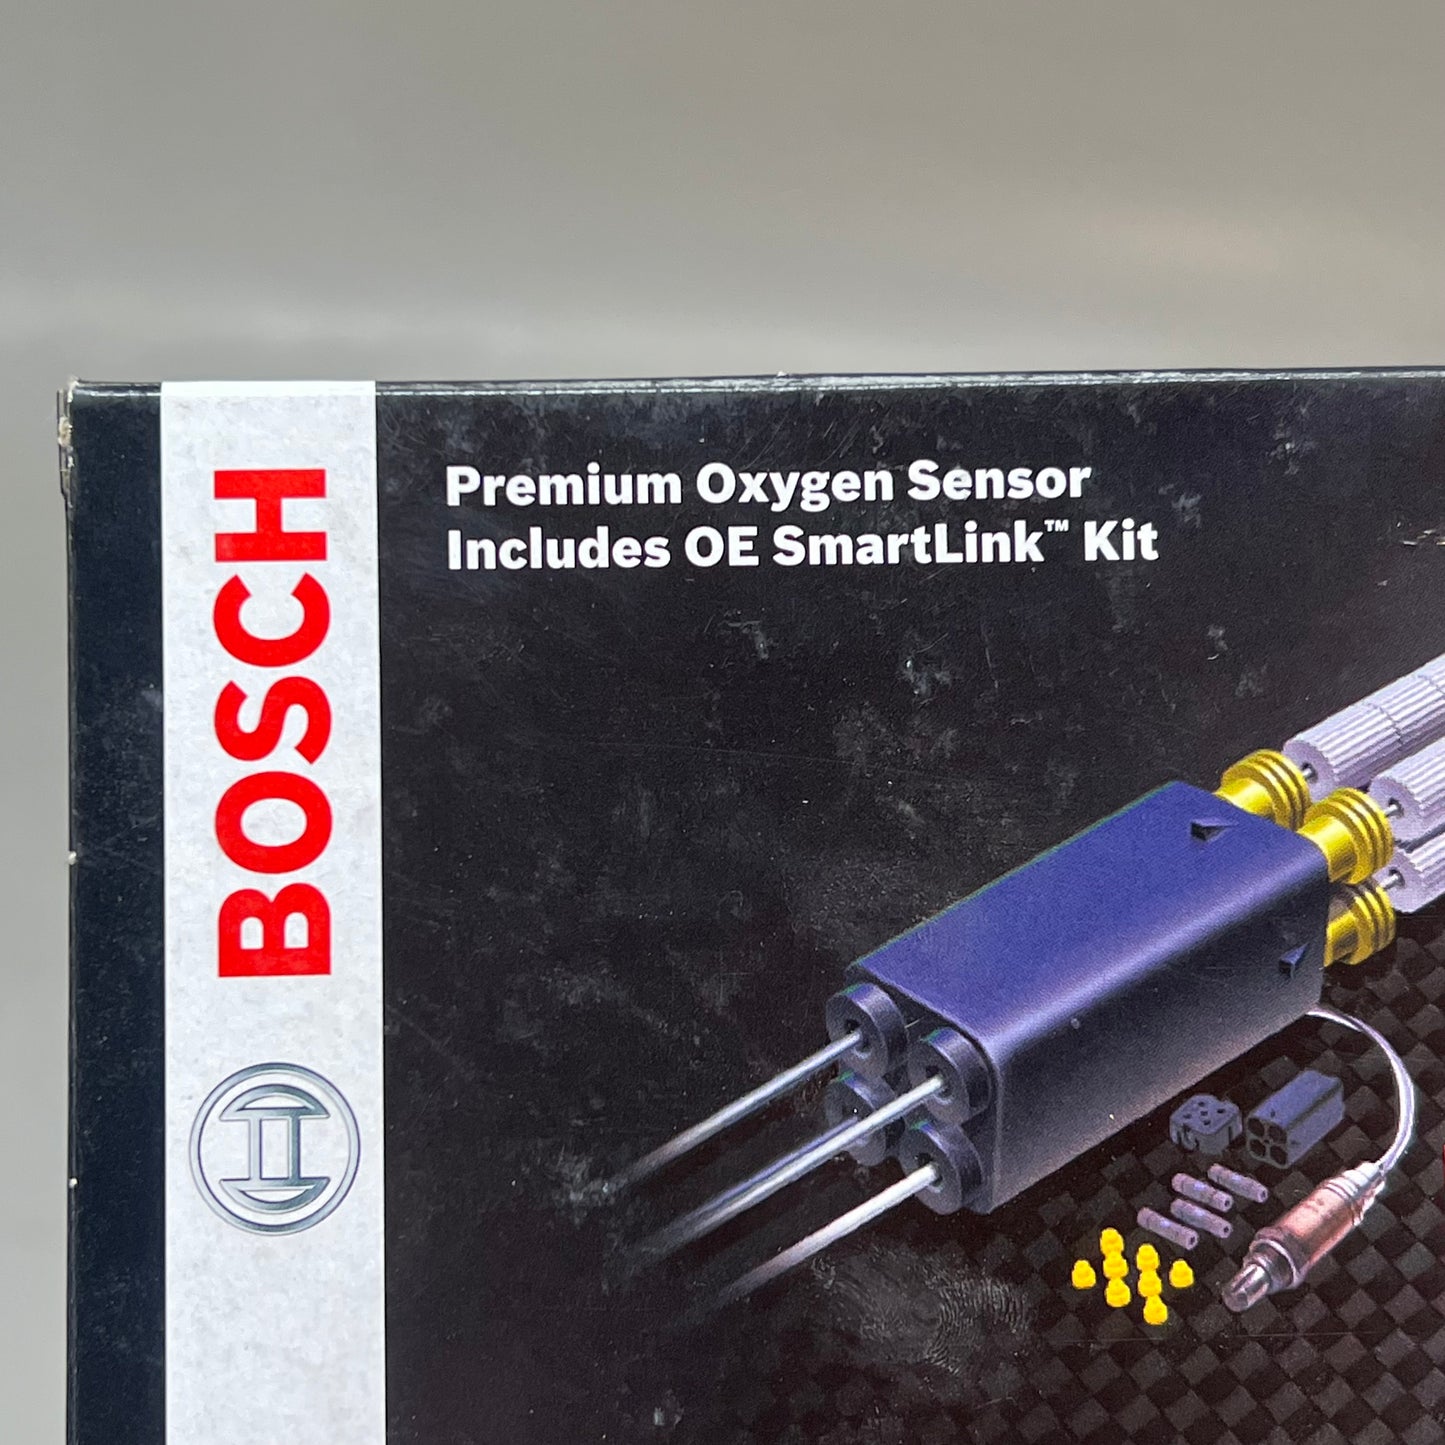 BOSCH
Premium Oxygen Sensor
Includes OE SmartLink™ Kit